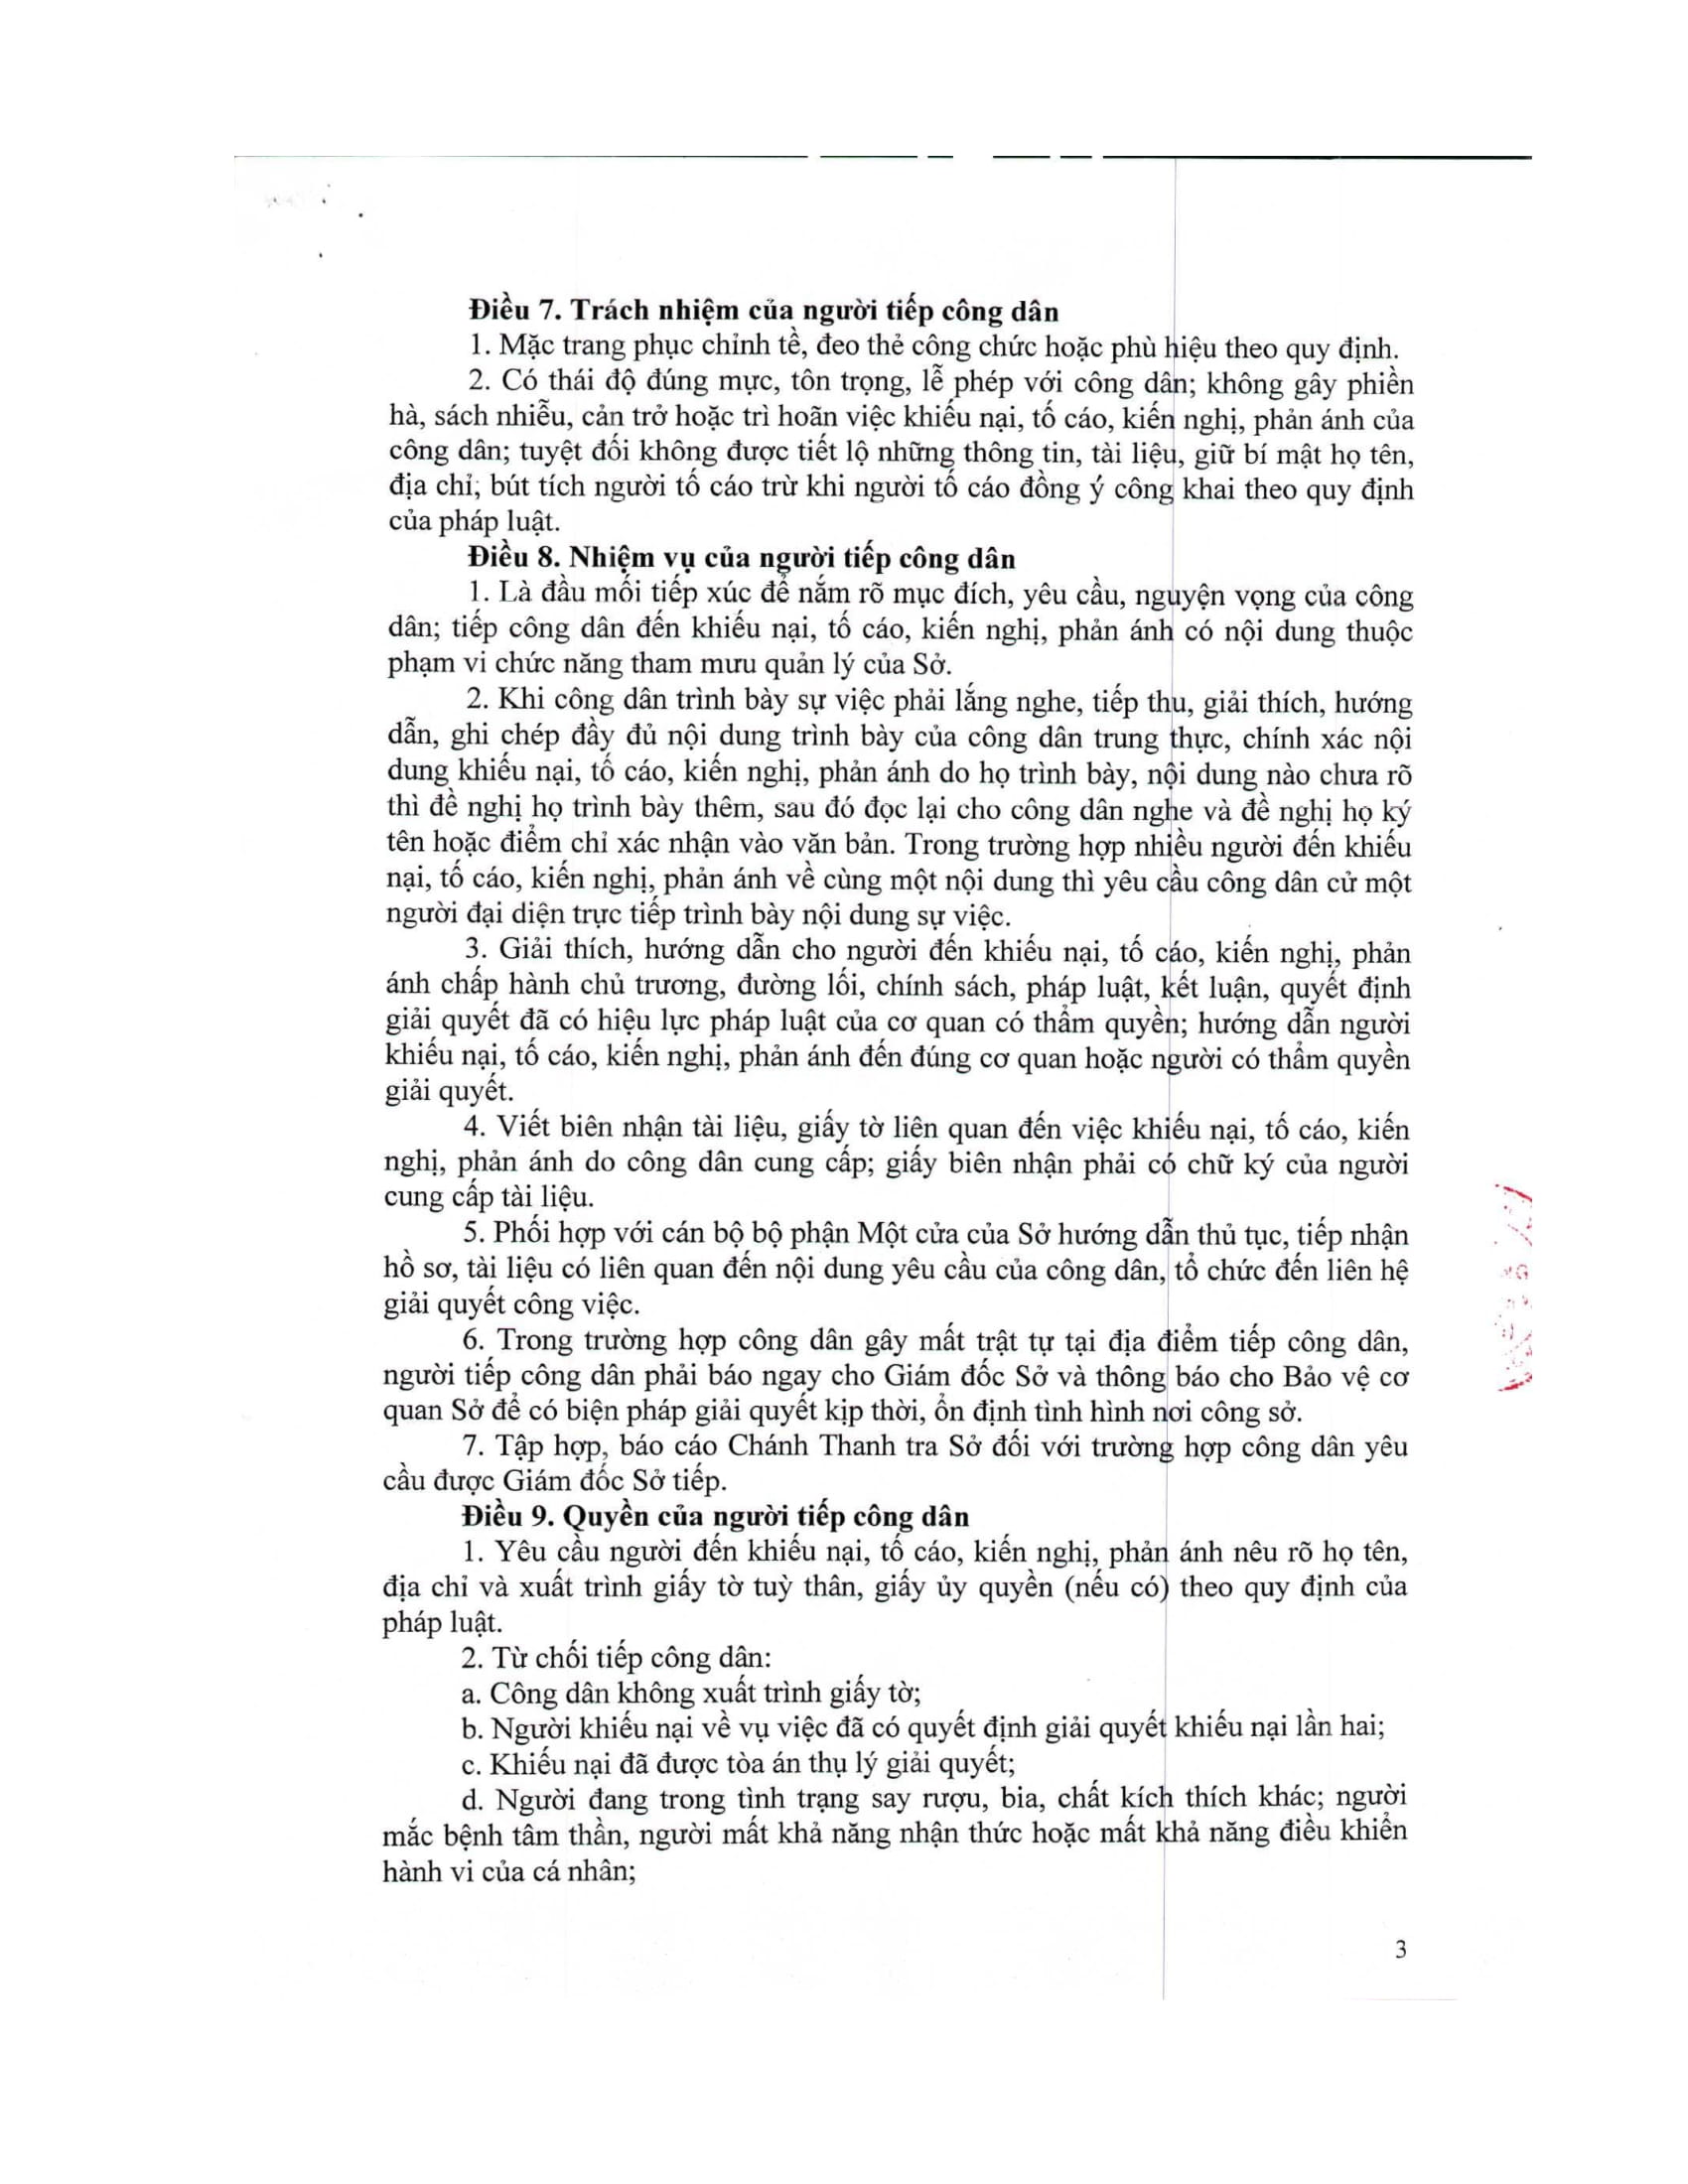 Điều 7. Trách nhiệm của người tiếp công dân
1. Mặc trang phục chỉnh tề, đeo thẻ công chức hoặc phù hiệu theo quy định.
2. Có thái độ đúng mực, tôn trọng, lễ phép với công dân; không gây phiền
hà, sách nhiễu, cản trở hoặc trì hoãn việc khiếu nại, tố cáo, kiến nghị, phản ánh của
công dân; tuyệt đối không được tiết lộ những thông tin, tài liệu, giữ bí mật họ tên,
địa chỉ, bút tích người tố cáo trừ khi người tố cáo đồng ý công khai theo quy định
của pháp luật.
Điều 8. Nhiệm vụ của người tiếp công dân
1. Là đầu mối tiếp xúc để nắm rõ mục đích, yêu cầu, nguyện vọng của công
dân; tiếp công dân đến khiếu nại, tố cáo, kiến nghị, phản ánh có nội dung thuộc
phạm vi chức năng tham mưu quản lý của Sở.
2. Khi công dân trình bày sự việc phải lắng nghe, tiếp thu, giải thích, hướng
dẫn, ghi chép đầy đủ nội dung trình bày của công dân trung thực, chính xác nội
dung khiếu nại, tố cáo, kiến nghị, phản ánh do họ trình bày, nội dung nào chưa rõ
thì đề nghị họ trình bày thêm, sau đó đọc lại cho công dân nghe và đề nghị họ ký
tên hoặc điểm chỉ xác nhận vào văn bản. Trong trường hợp nhiều người đến khiếu
nại, tố cáo, kiến nghị, phản ánh về cùng một nội dung thì yêu cầu công dân cử một
người đại diện trực tiếp trình bày nội dung sự việc.
3. Giải thích, hướng dẫn cho người đến khiếu nại, tố cáo, kiến nghị, phản
ánh chấp hành chủ trương, đường lối, chính sách, pháp luật, kết luận, quyết định
giải quyết đã có hiệu lực pháp luật của cơ quan có thẩm quyền; hướng dẫn người
khiếu nại, tố cáo, kiến nghị, phản ánh đến đúng cơ quan hoặc người có thẩm quyền
giải quyết.
4. Viết biên nhận tài liệu, giấy tờ liên quan đến việc khiếu nại, tố cáo, kiến
nghị, phản ánh do công dân cung cấp; giấy biên nhận phải có chữ ký của người
cung cấp tài liệu.
5. Phối hợp với cán bộ bộ phận Một cửa của Sở hướng dẫn thủ tục, tiếp nhận
hồ sơ, tài liệu có liên quan đến nội dung yêu cầu của công dân, tổ chức đến liên hệ
giải quyết công việc.
6. Trong trường hợp công dân gây mất trật tự tại địa điểm tiếp công dân,
người tiếp công dân phải báo ngay cho Giám đốc Sở và thông báo cho Bảo vệ cơ
quan Sở để có biện pháp giải quyết kịp thời, ổn định tình hình nơi công sở.
7. Tập hợp, báo cáo Chánh Thanh tra Sở đối với trường hợp công dân yêu
cầu được Giám đốc Sở tiếp.
Điều 9. Quyền của người tiếp công dân
1. Yêu cầu người đến khiếu nại, tố cáo, kiến nghị, phản ánh nêu rõ họ tên,
địa chỉ và xuất trình giấy tờ tuỳ thân, giấy ủy quyền (nếu có) theo quy định của
pháp luật.
2. Từ chối tiếp công dân:
a. Công dân không xuất trình giấy tờ;
b. Người khiếu nại về vụ việc đã có quyết định giải quyết khiếu nại lần hai;
c. Khiếu nại đã được tòa án thụ lý giải quyết;
d. Người đang trong tình trạng say rượu, bia, chất kích thích khác; người
mắc bệnh tâm thần, người mất khả năng nhận thức hoặc mất khả năng điều khiển
hành vi của cá nhân;
3